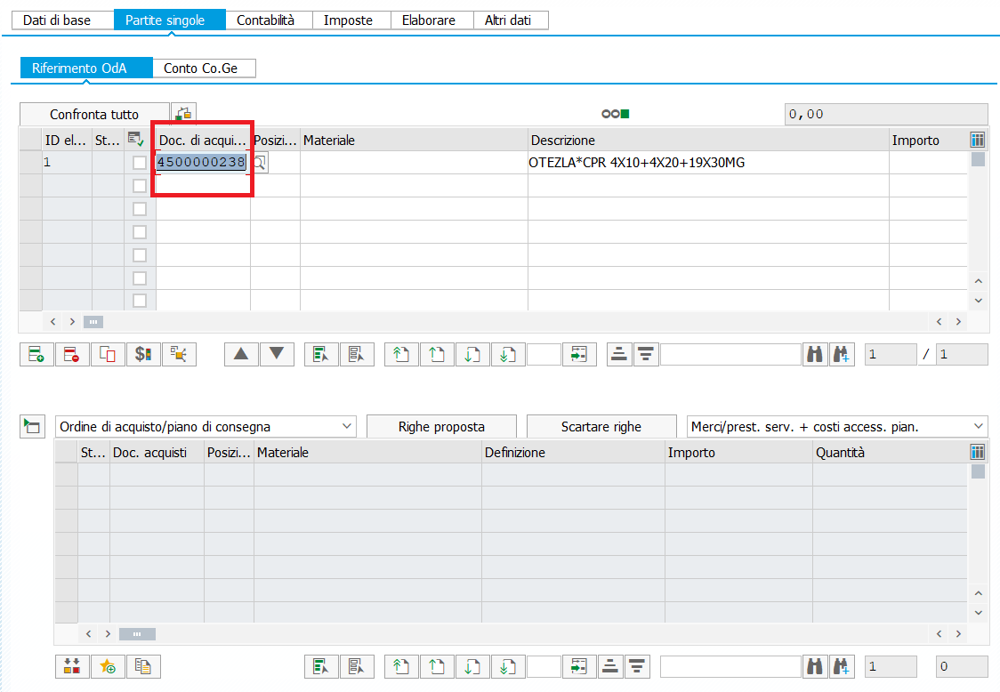 Dati di base Partite singole Contabilità Imposte Elaborare Altri dati
Riferimento OdA Conto Co.Ge
Confronta tutto 0,00
ID el... St... Doc. di acqui... Posizi... Materiale Descrizione Importo
1 4500000238 OTEZLA*CPR 4X10+4X20+19X30MG
1 / 1
Ordine di acquisto/piano di consegna Righe proposta Scartare righe Merci/prest. serv. + costi access. pian.
St... Doc. acquisti Posizi... Materiale Definizione Importo Quantità
1 0